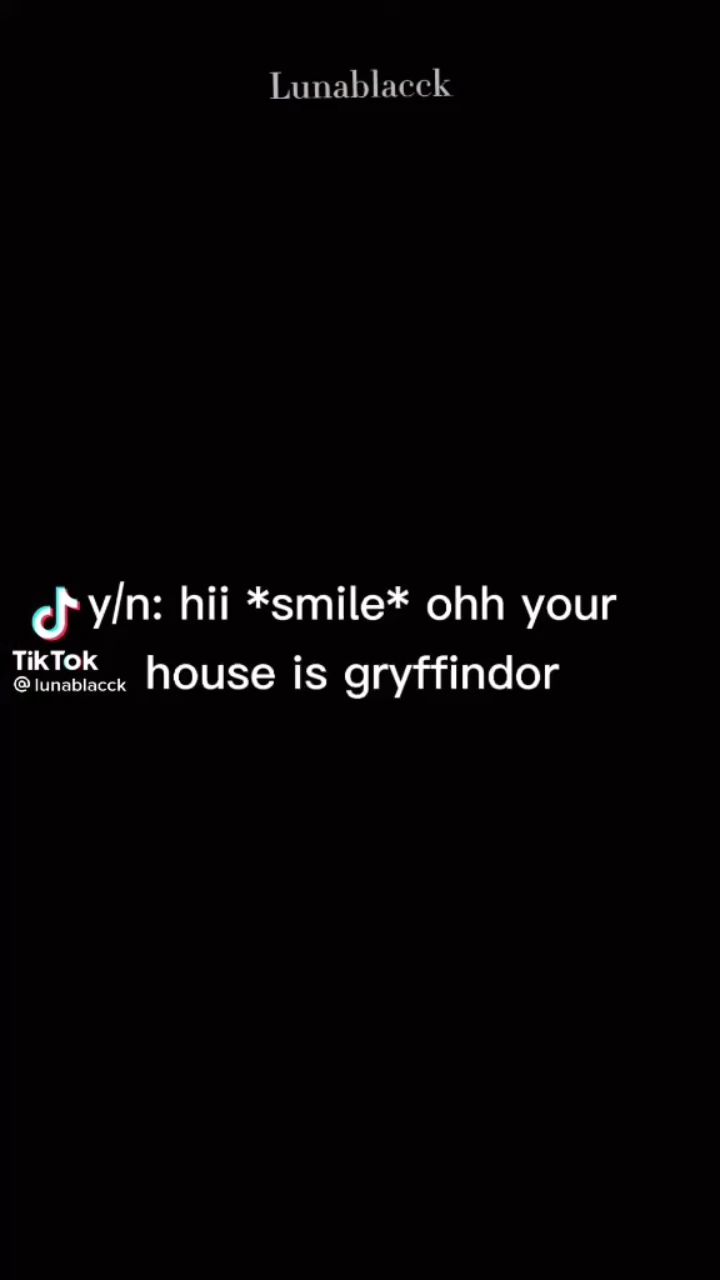 Lunablacck
y/n: hii *smile* ohh your
house is gryffindor
TikTok
@lunablacck